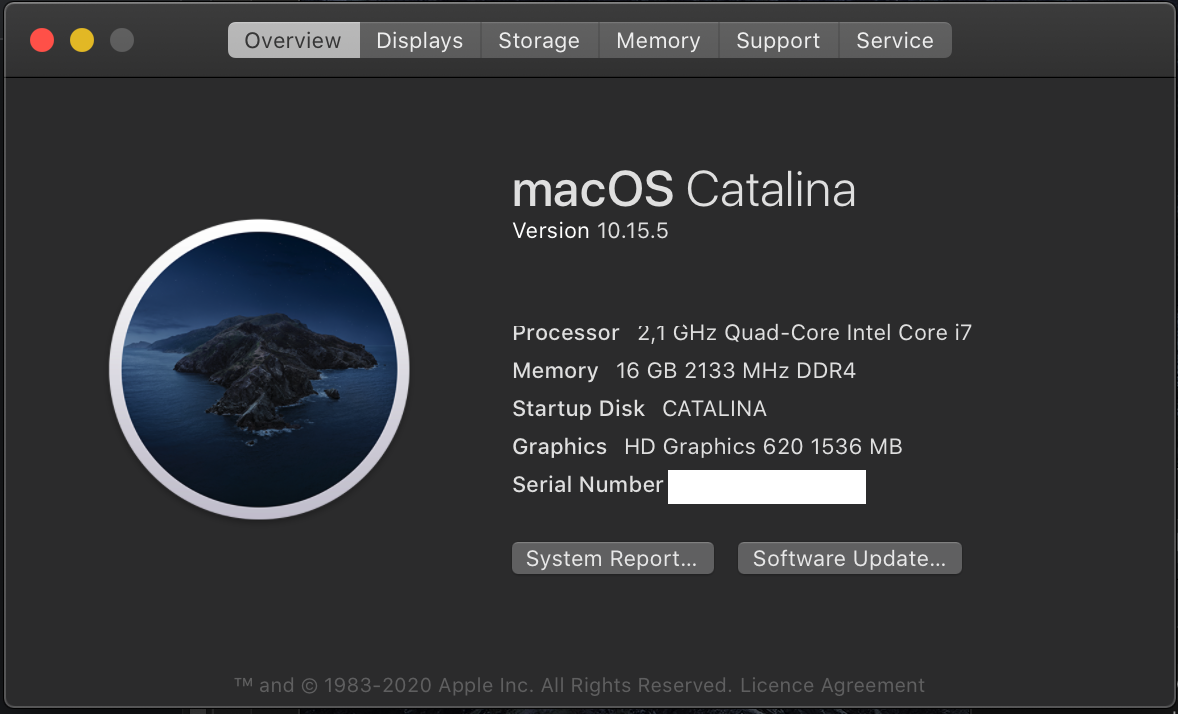 Overview Displays Storage Memory Support Service
macOS Catalina
Version 10.15.5
Processor 2,1 GHz Quad-Core Intel Core i7
Memory 16 GB 2133 MHz DDR4
Startup Disk CATALINA
Graphics HD Graphics 620 1536 MB
Serial Number
System Report... Software Update...
™ and © 1983-2020 Apple Inc. All Rights Reserved. Licence Agreement